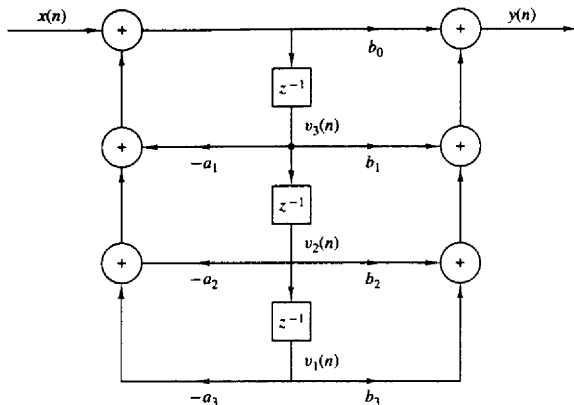 x(n) + b₀ + y(n)
z⁻¹
v₃(n)
+ −a₁ b₁ +
z⁻¹
v₂(n)
+ −a₂ b₂ +
z⁻¹
v₁(n)
−a₃ b₃